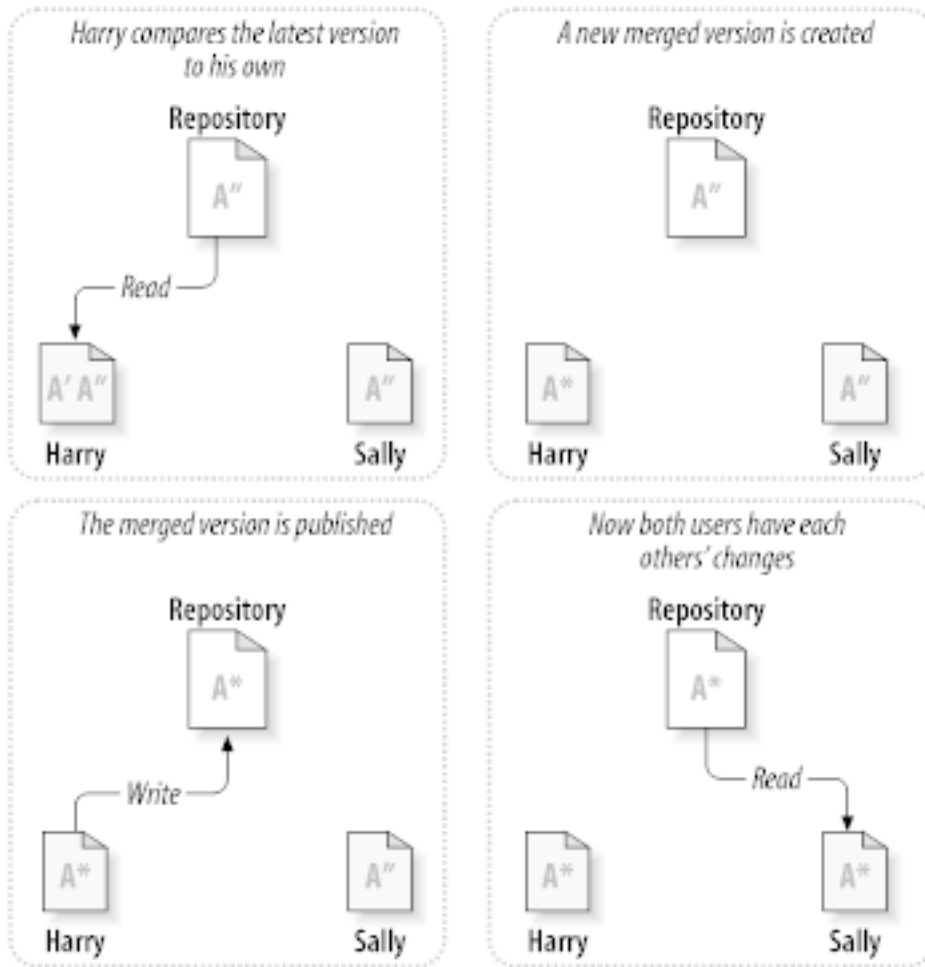 Harry compares the latest version
to his own
Repository
A″
Read
A′ A″
A″
Harry
Sally
A new merged version is created
Repository
A″
A*
A″
Harry
Sally
The merged version is published
Repository
A*
Write
A*
A″
Harry
Sally
Now both users have each
others’ changes
Repository
A*
Read
A*
A*
Harry
Sally